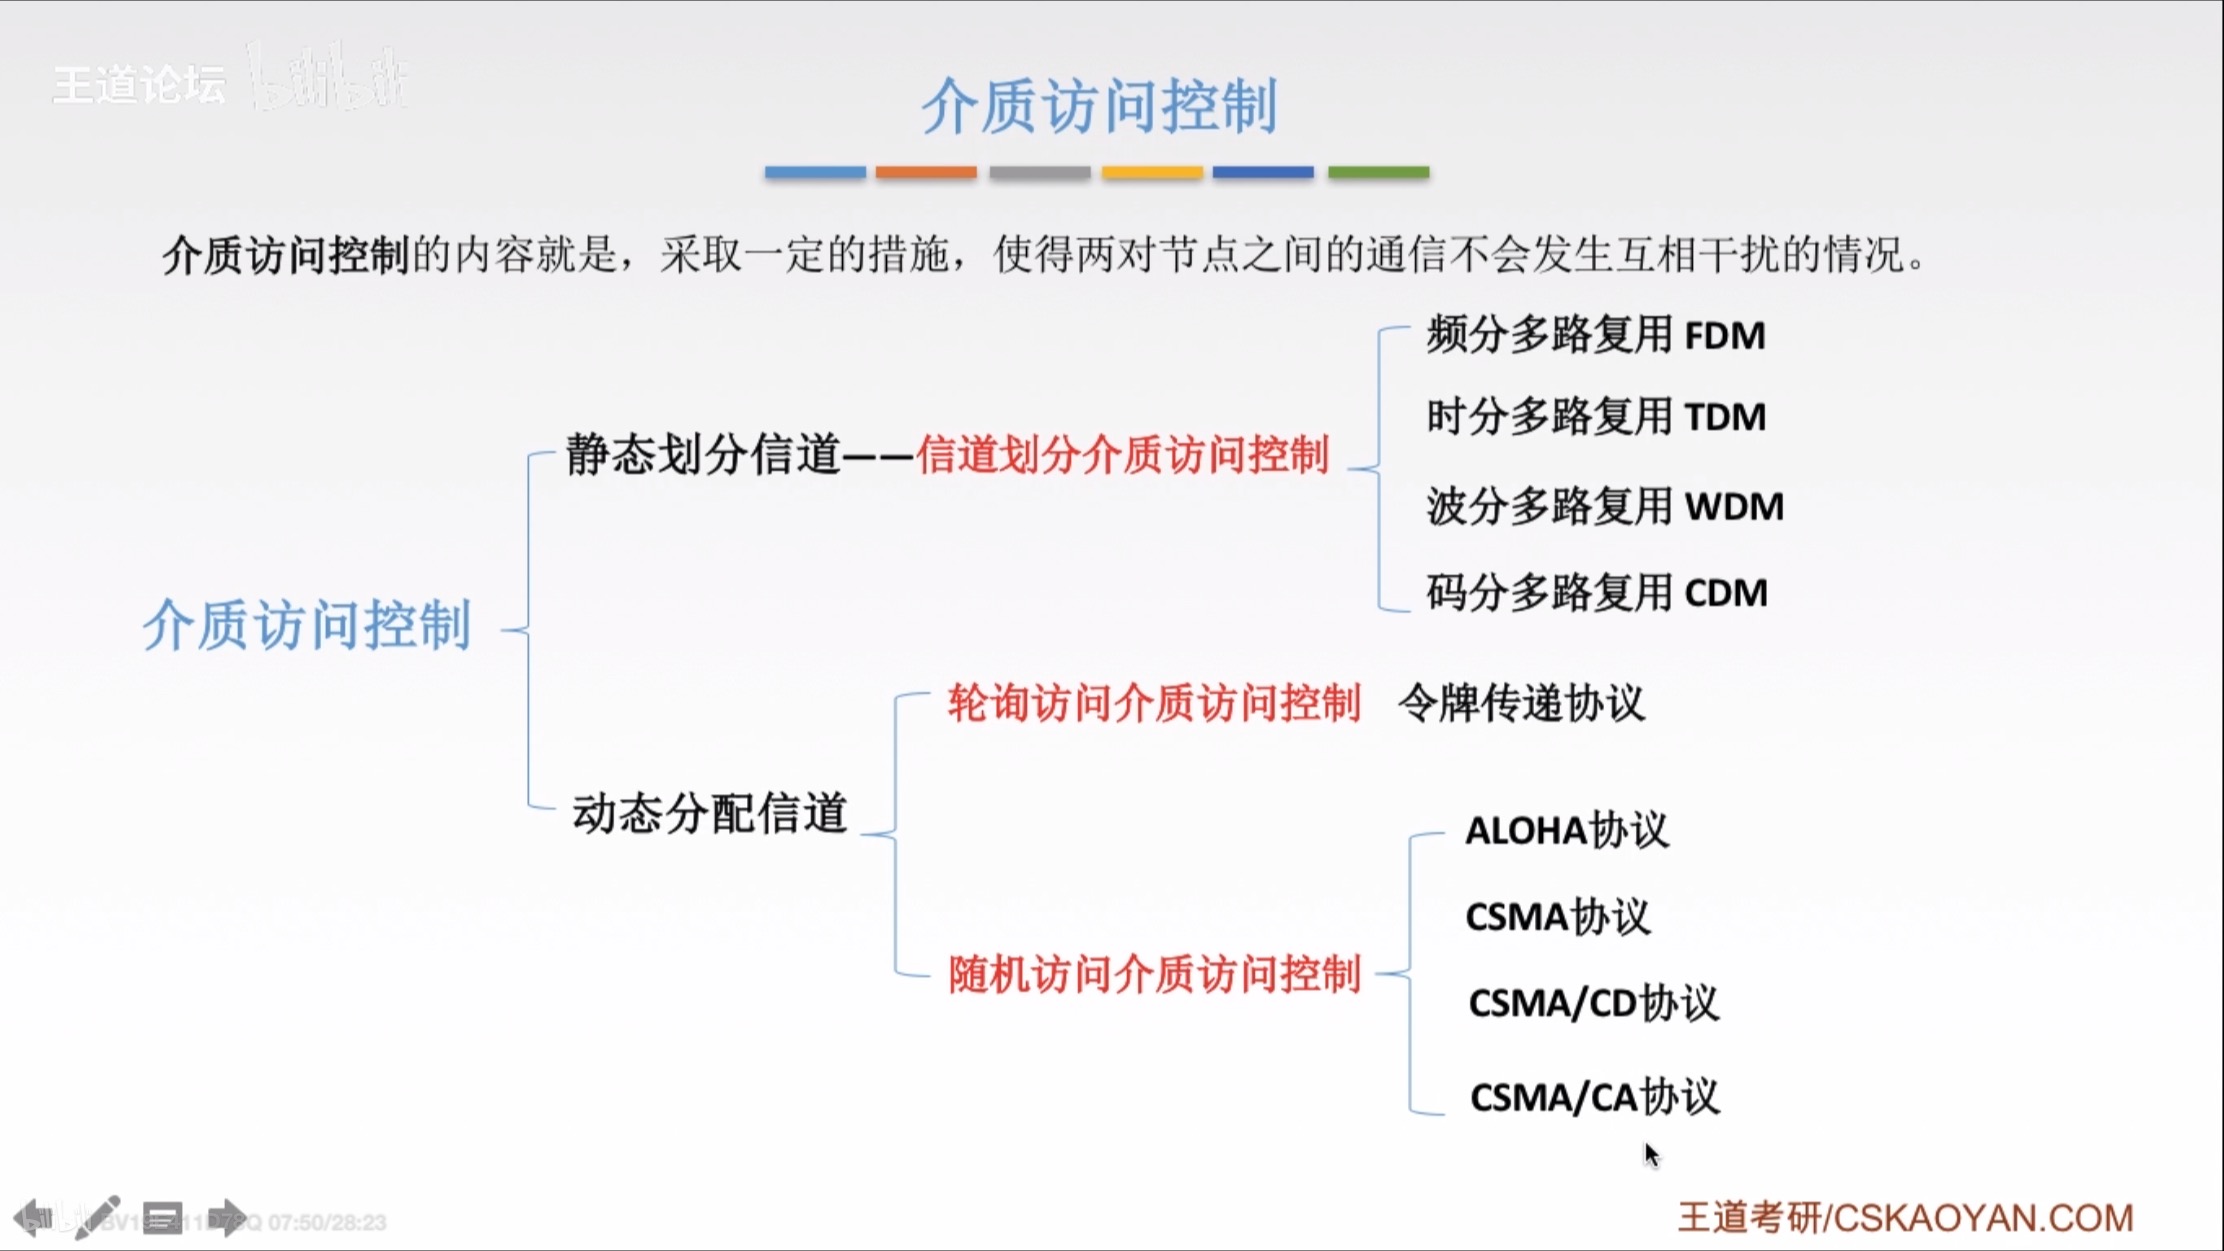 王道论坛 bilibili
介质访问控制
介质访问控制的内容就是，采取一定的措施，使得两对节点之间的通信不会发生互相干扰的情况。
频分多路复用 FDM
时分多路复用 TDM
静态划分信道——信道划分介质访问控制
波分多路复用 WDM
码分多路复用 CDM
介质访问控制
轮询访问介质访问控制 令牌传递协议
动态分配信道
ALOHA协议
CSMA协议
随机访问介质访问控制
CSMA/CD协议
CSMA/CA协议
07:50/28:23
王道考研/CSKAOYAN.COM